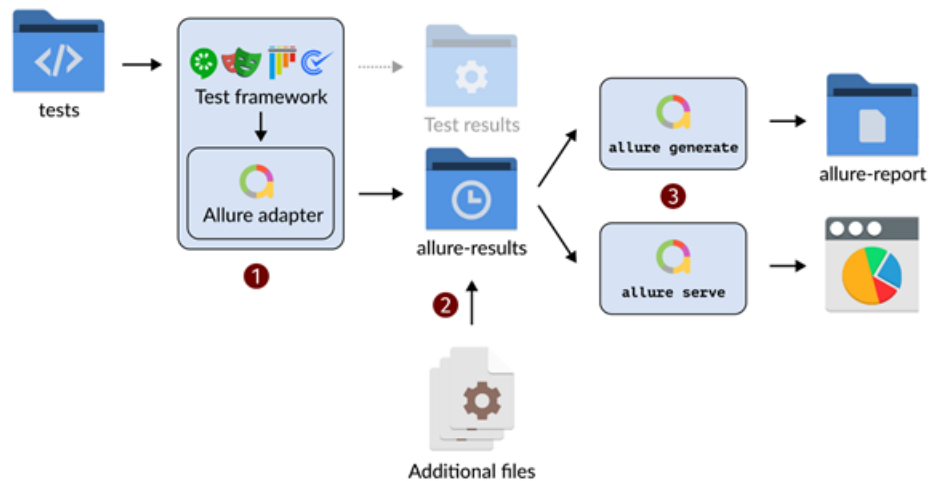 tests
Test framework
Allure adapter
1
Test results
allure-results
2
Additional files
allure generate
3
allure serve
allure-report